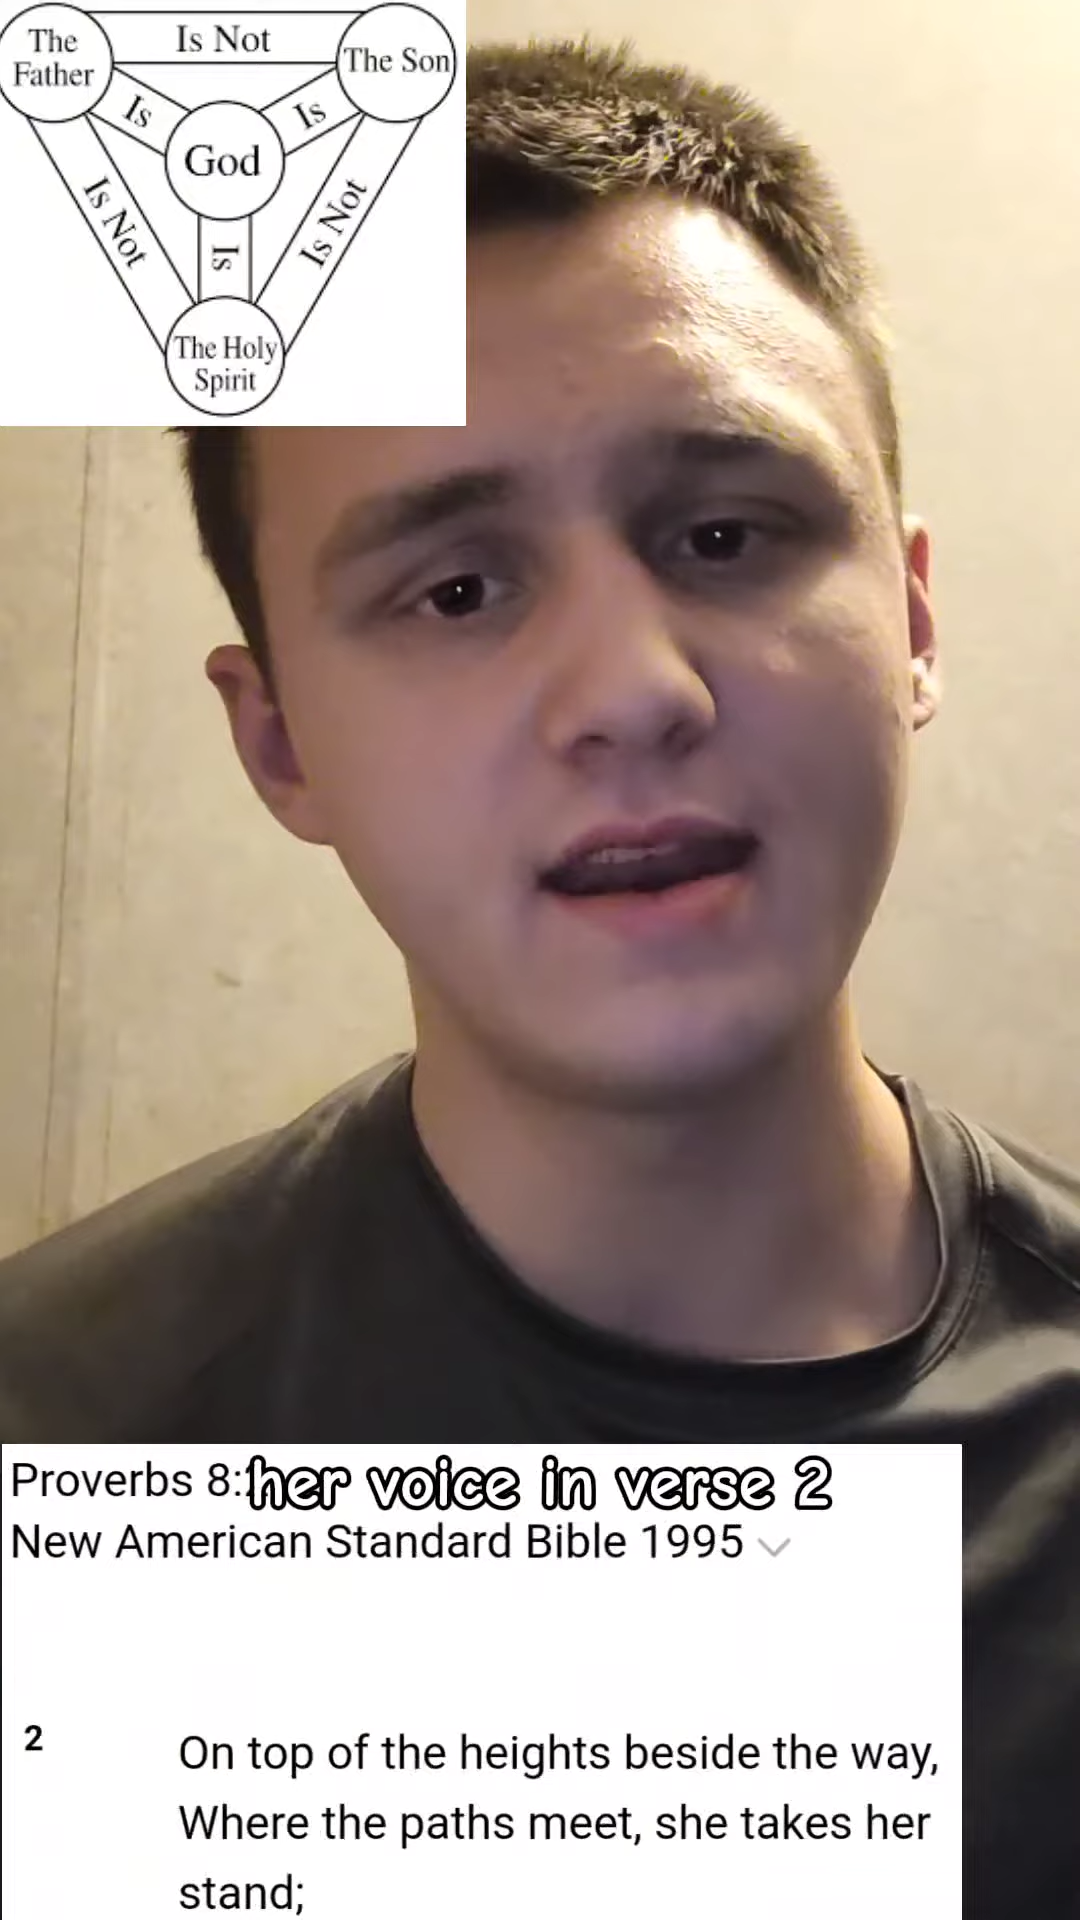 The
Father
Is Not
The Son
Is
Is
God
Is Not
Is Not
Is
The Holy
Spirit
Proverbs 8:
her voice in verse 2
New American Standard Bible 1995
2
On top of the heights beside the way,
Where the paths meet, she takes her
stand;